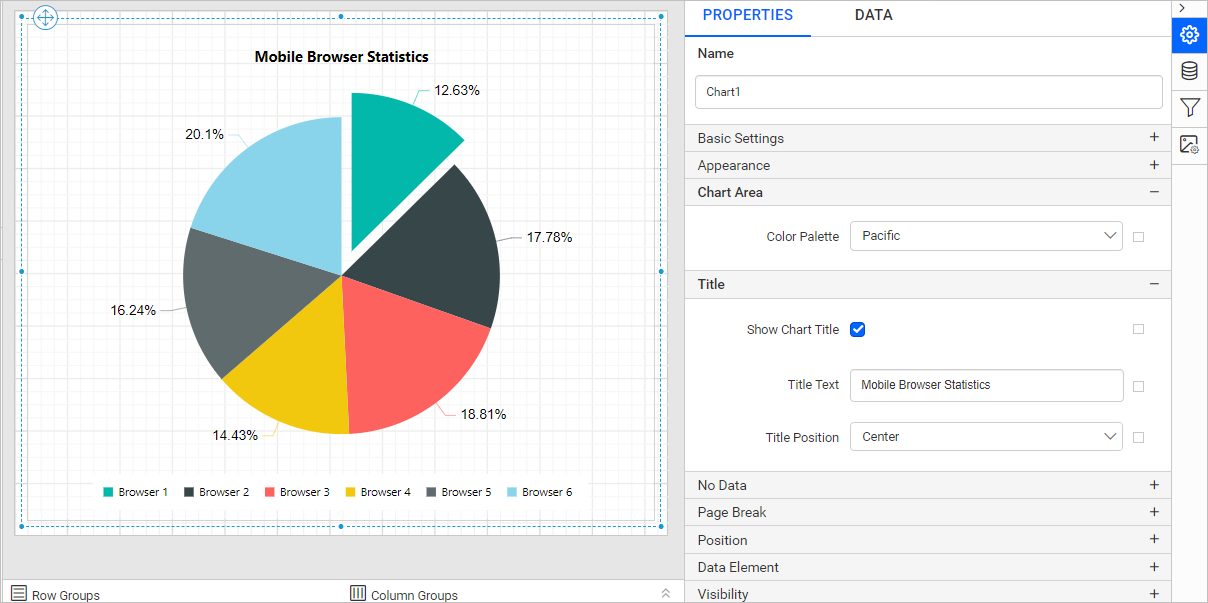 Mobile Browser Statistics
12.63%
20.1%
17.78%
16.24%
18.81%
14.43%
Browser 1 Browser 2 Browser 3 Browser 4 Browser 5 Browser 6
Row Groups Column Groups
PROPERTIES DATA
Name
Chart1
Basic Settings +
Appearance +
Chart Area −
Color Palette Pacific
Title −
Show Chart Title
Title Text Mobile Browser Statistics
Title Position Center
No Data +
Page Break +
Position +
Data Element +
Visibility +